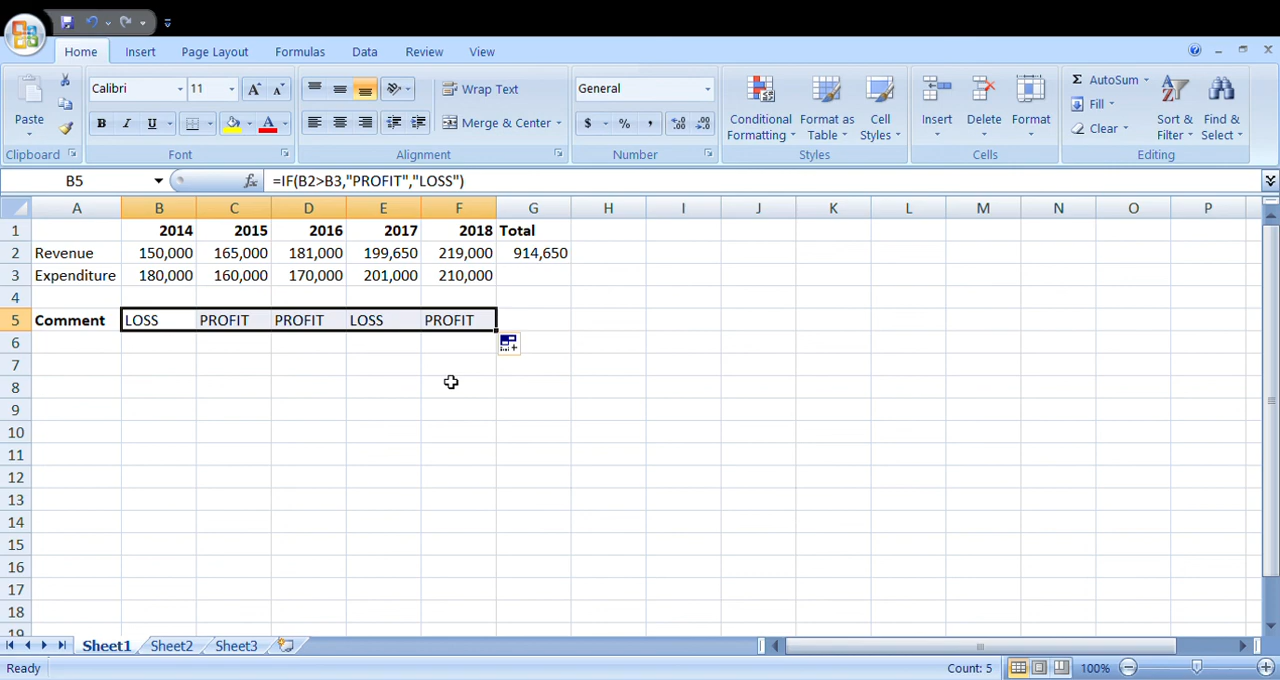 Home Insert Page Layout Formulas Data Review View
Calibri 11 A A Wrap Text General AutoSum
Paste Conditional Format as Cell Insert Delete Format Fill Sort & Find &
B I U A Merge & Center $ % , .00 .0 Formatting Table Styles Clear Filter Select
Clipboard Font Alignment Number Styles Cells Editing
B5 fx =IF(B2>B3,"PROFIT","LOSS")
A B C D E F G H I J K L M N O P
1 2014 2015 2016 2017 2018 Total
2 Revenue 150,000 165,000 181,000 199,650 219,000 914,650
3 Expenditure 180,000 160,000 170,000 201,000 210,000
4
5 Comment LOSS PROFIT PROFIT LOSS PROFIT
6
7
8
9
10
11
12
13
14
15
16
17
18
19
Sheet1 Sheet2 Sheet3
Ready Count: 5 100%